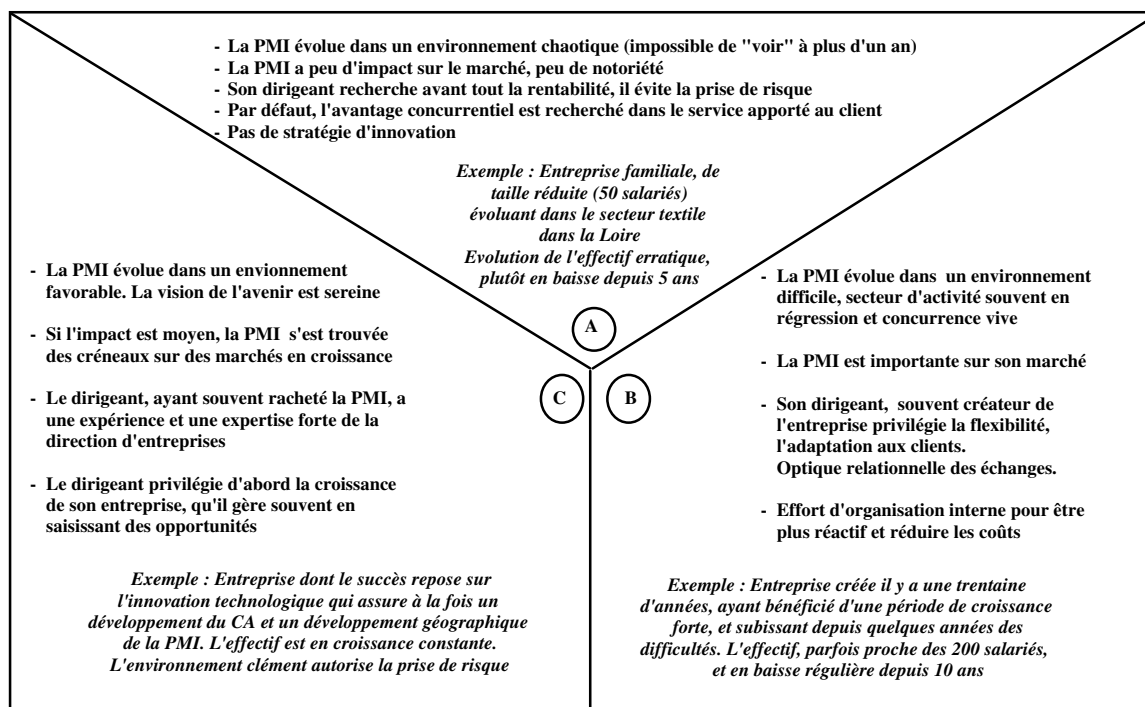 - La PMI évolue dans un environnement chaotique (impossible de "voir" à plus d'un an)
- La PMI a peu d'impact sur le marché, peu de notoriété
- Son dirigeant recherche avant tout la rentabilité, il évite la prise de risque
- Par défaut, l'avantage concurrentiel est recherché dans le service apporté au client
- Pas de stratégie d'innovation
Exemple : Entreprise familiale, de
taille réduite (50 salariés)
évoluant dans le secteur textile
dans la Loire
Evolution de l'effectif erratique,
plutôt en baisse depuis 5 ans
A
- La PMI évolue dans un envionnement
favorable. La vision de l'avenir est sereine
- Si l'impact est moyen, la PMI s'est trouvée
des créneaux sur des marchés en croissance
- Le dirigeant, ayant souvent racheté la PMI, a
une expérience et une expertise forte de la
direction d'entreprises
- Le dirigeant privilégie d'abord la croissance
de son entreprise, qu'il gère souvent en
saisissant des opportunités
Exemple : Entreprise dont le succès repose sur
l'innovation technologique qui assure à la fois un
développement du CA et un développement géographique
de la PMI. L'effectif est en croissance constante.
L'environnement clément autorise la prise de risque
C
B
- La PMI évolue dans un environnement
difficile, secteur d'activité souvent en
régression et concurrence vive
- La PMI est importante sur son marché
- Son dirigeant, souvent créateur de
l'entreprise privilégie la flexibilité,
l'adaptation aux clients.
Optique relationnelle des échanges.
- Effort d'organisation interne pour être
plus réactif et réduire les coûts
Exemple : Entreprise créée il y a une trentaine
d'années, ayant bénéficié d'une période de croissance
forte, et subissant depuis quelques années des
difficultés. L'effectif, parfois proche des 200 salariés,
et en baisse régulière depuis 10 ans